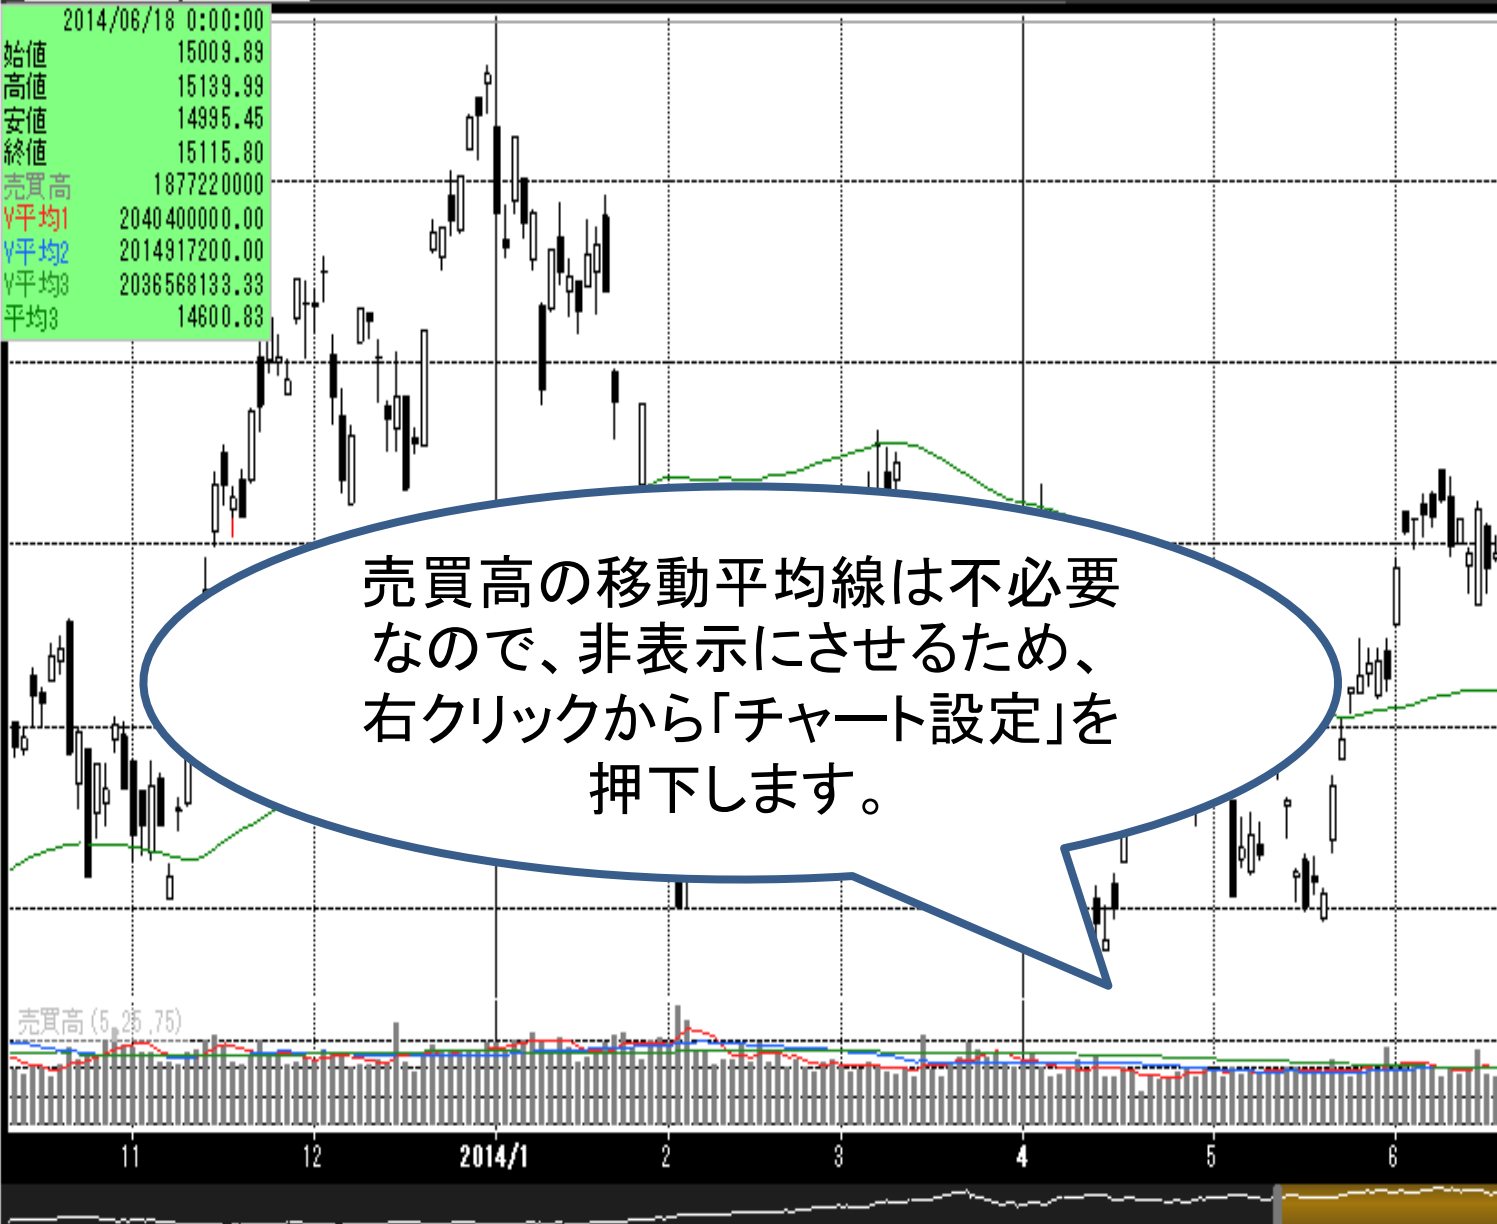 2014/06/18 0:00:00
始値 15009.89
高値 15139.99
安値 14995.45
終値 15115.80
売買高 1877220000
V平均1 2040400000.00
V平均2 2014917200.00
V平均3 2036568133.33
平均3 14600.83
売買高の移動平均線は不必要
なので、非表示にさせるため、
右クリックから「チャート設定」を
押下します。
売買高(5,25,75)
11 12 2014/1 2 3 4 5 6